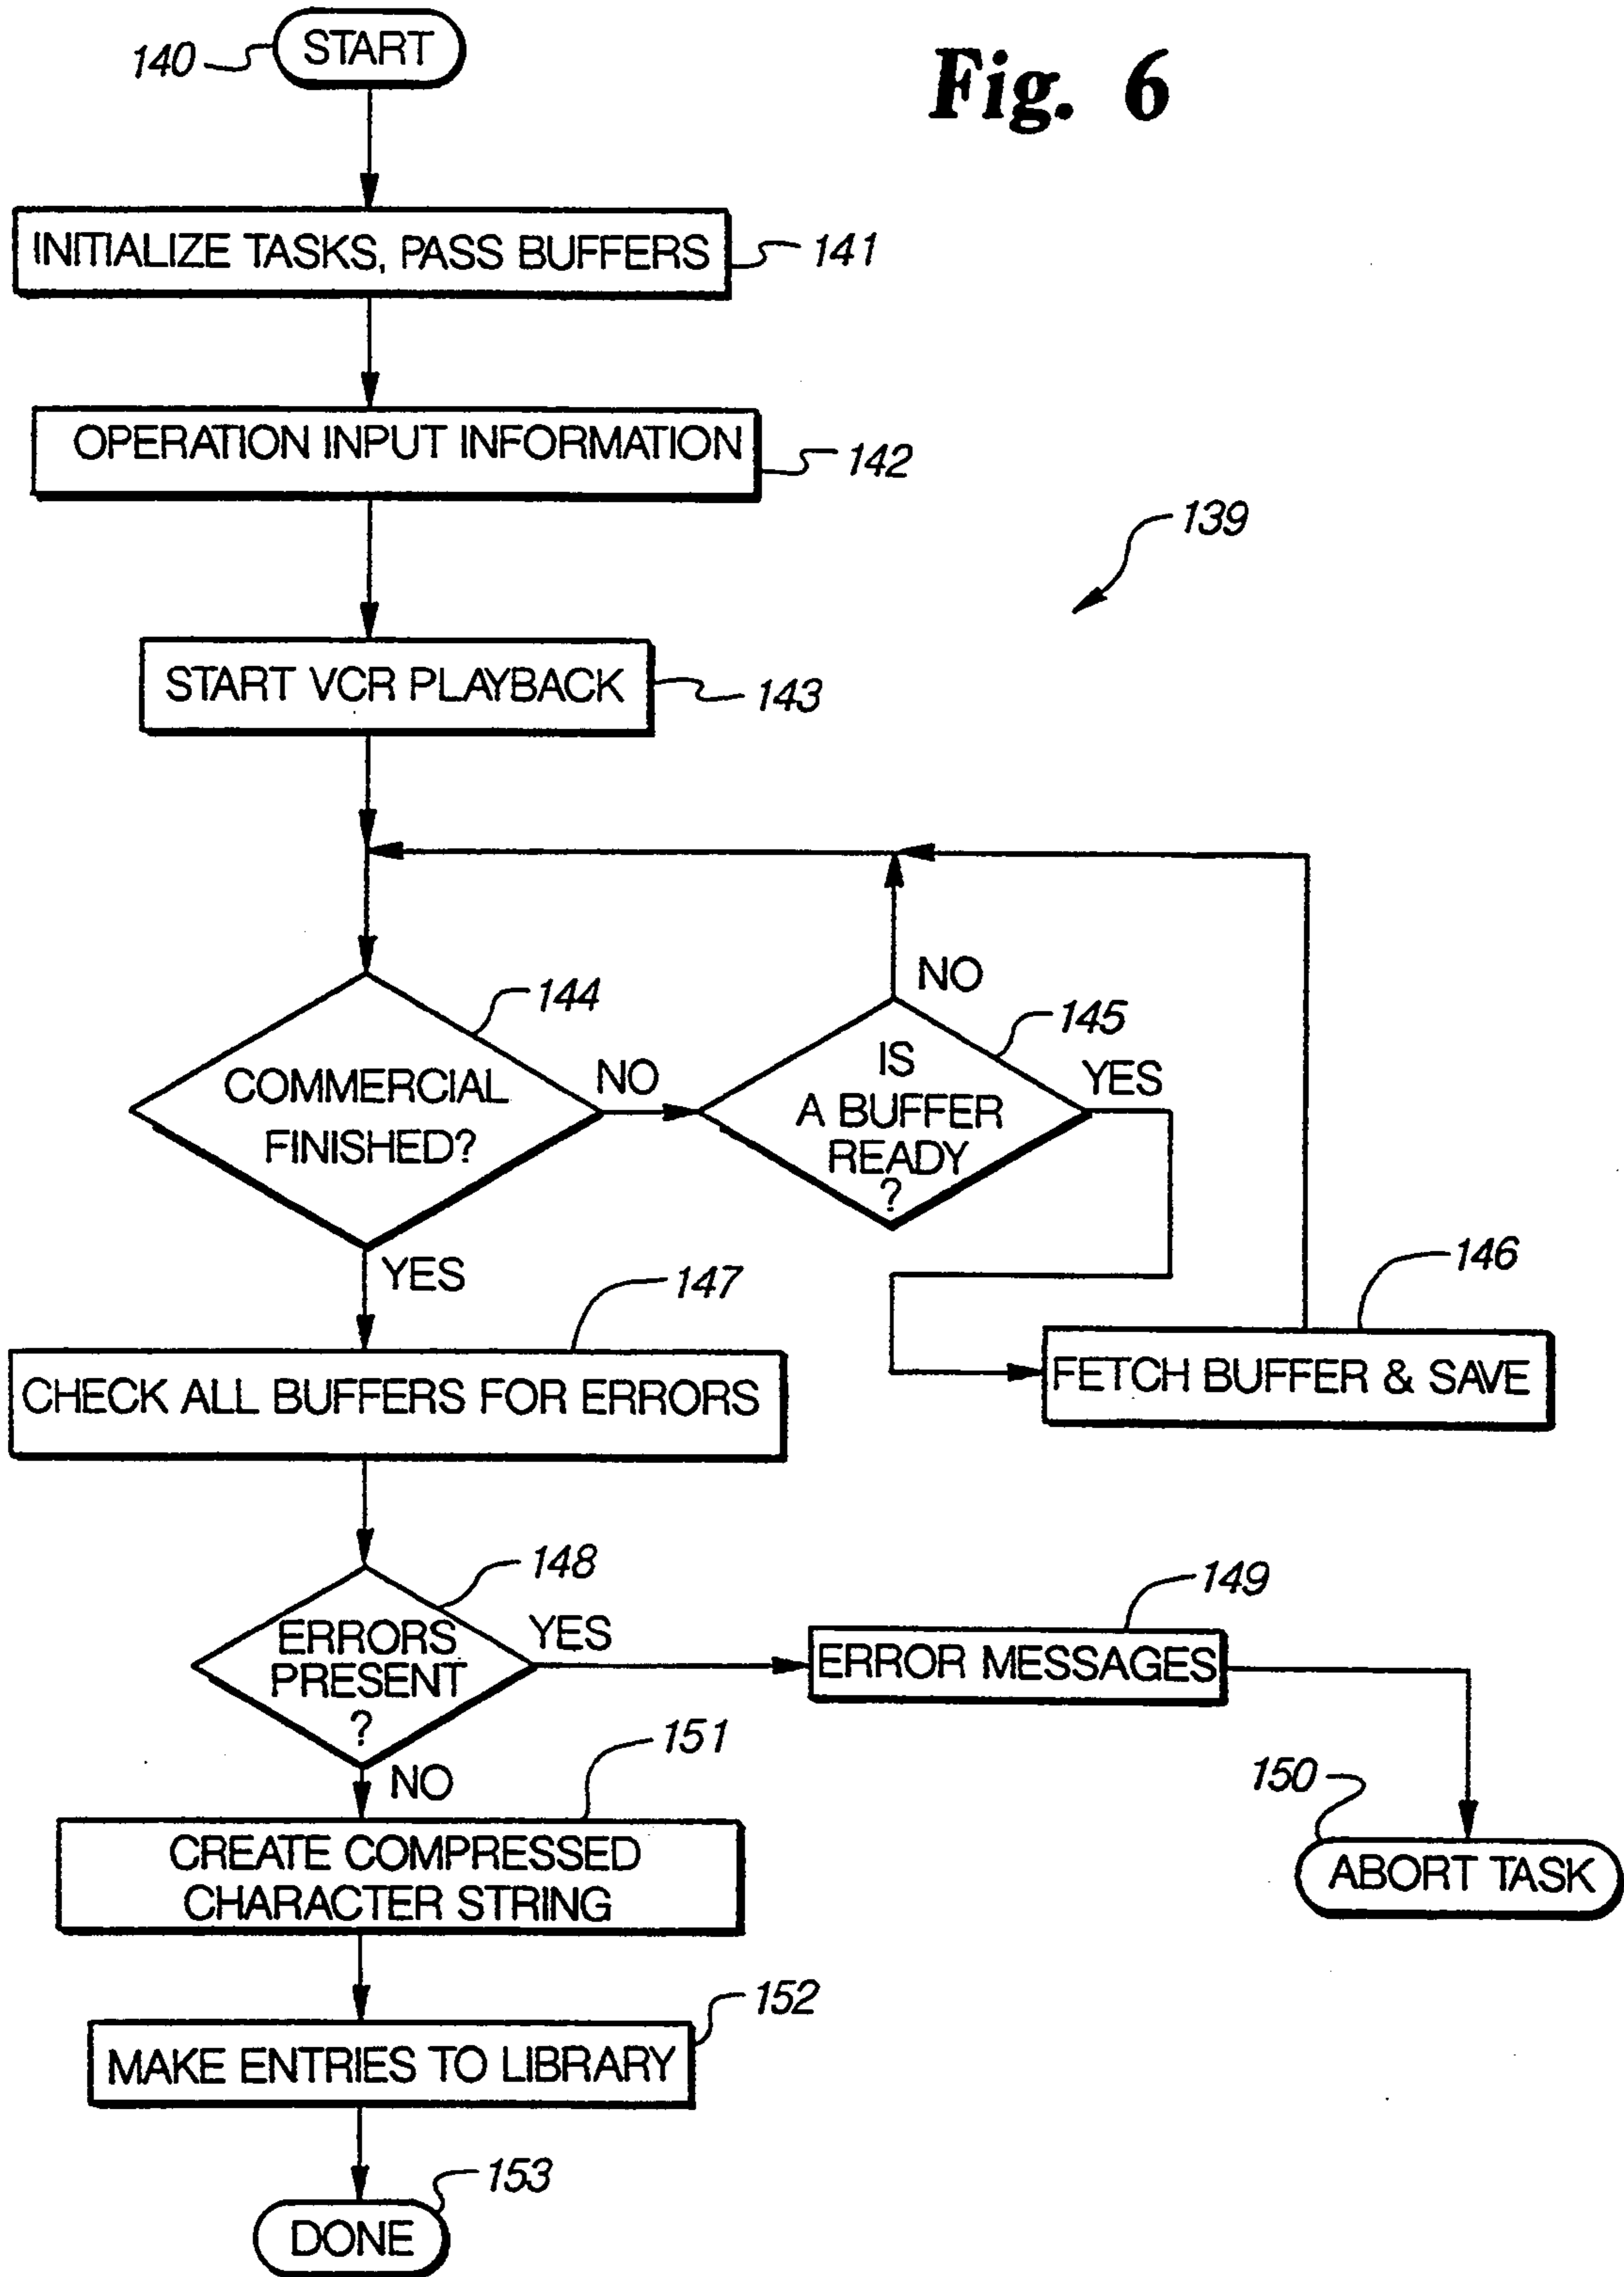 Fig. 6
140
START
INITIALIZE TASKS, PASS BUFFERS
141
OPERATION INPUT INFORMATION
142
139
START VCR PLAYBACK
143
144
COMMERCIAL
FINISHED?
NO
YES
145
IS
A BUFFER
READY
?
NO
YES
146
FETCH BUFFER & SAVE
147
CHECK ALL BUFFERS FOR ERRORS
148
ERRORS
PRESENT
?
YES
NO
149
ERROR MESSAGES
150
ABORT TASK
151
CREATE COMPRESSED
CHARACTER STRING
152
MAKE ENTRIES TO LIBRARY
153
DONE